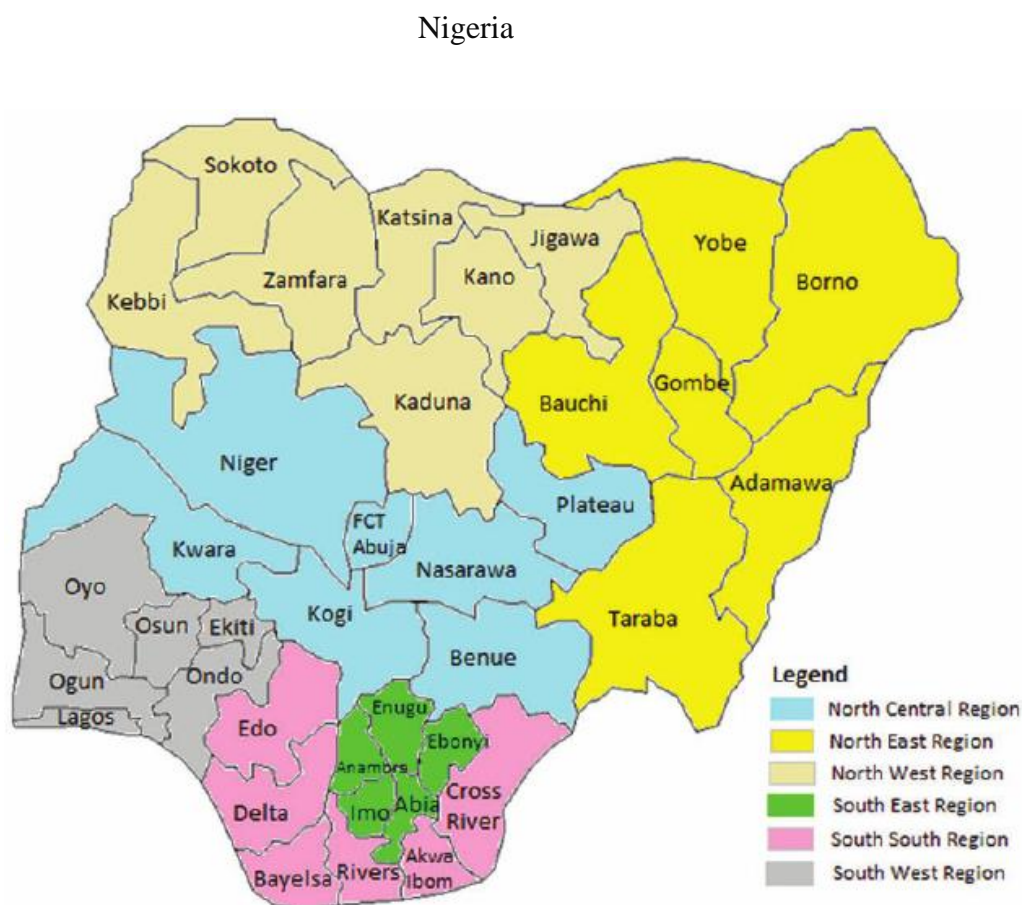 Nigeria
Sokoto
Katsina
Jigawa
Yobe
Kano
Zamfara
Borno
Kebbi
Kaduna
Bauchi
Gombe
Niger
Adamawa
Plateau
FCT
Abuja
Kwara
Nasarawa
Oyo
Kogi
Taraba
Osun
Ekiti
Benue
Ondo
Ogun
Lagos
Enugu
Edo
Ebonyi
Anambrs
Cross
River
Abia
Imo
Delta
Akwa
Ibom
Rivers
Bayelsa
Legend
North Central Region
North East Region
North West Region
South East Region
South South Region
South West Region